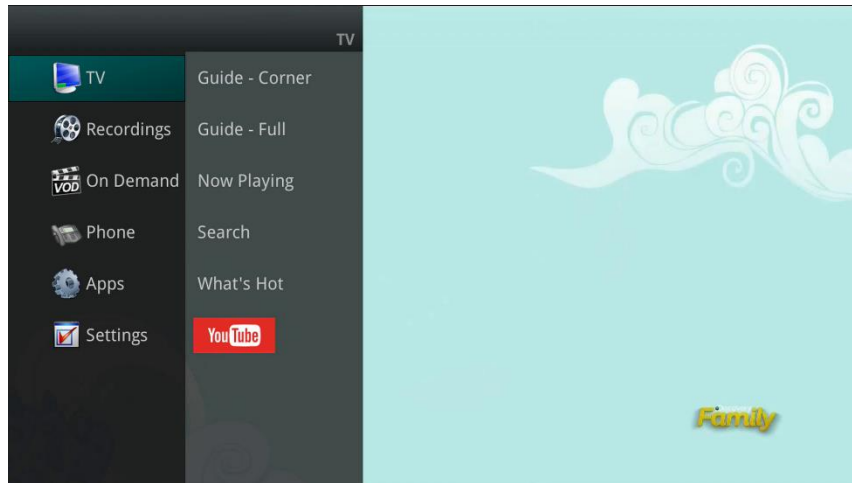 TV
TV
Guide - Corner
Recordings
Guide - Full
VOD
On Demand
Now Playing
Phone
Search
Apps
What's Hot
Settings
YouTube
Family